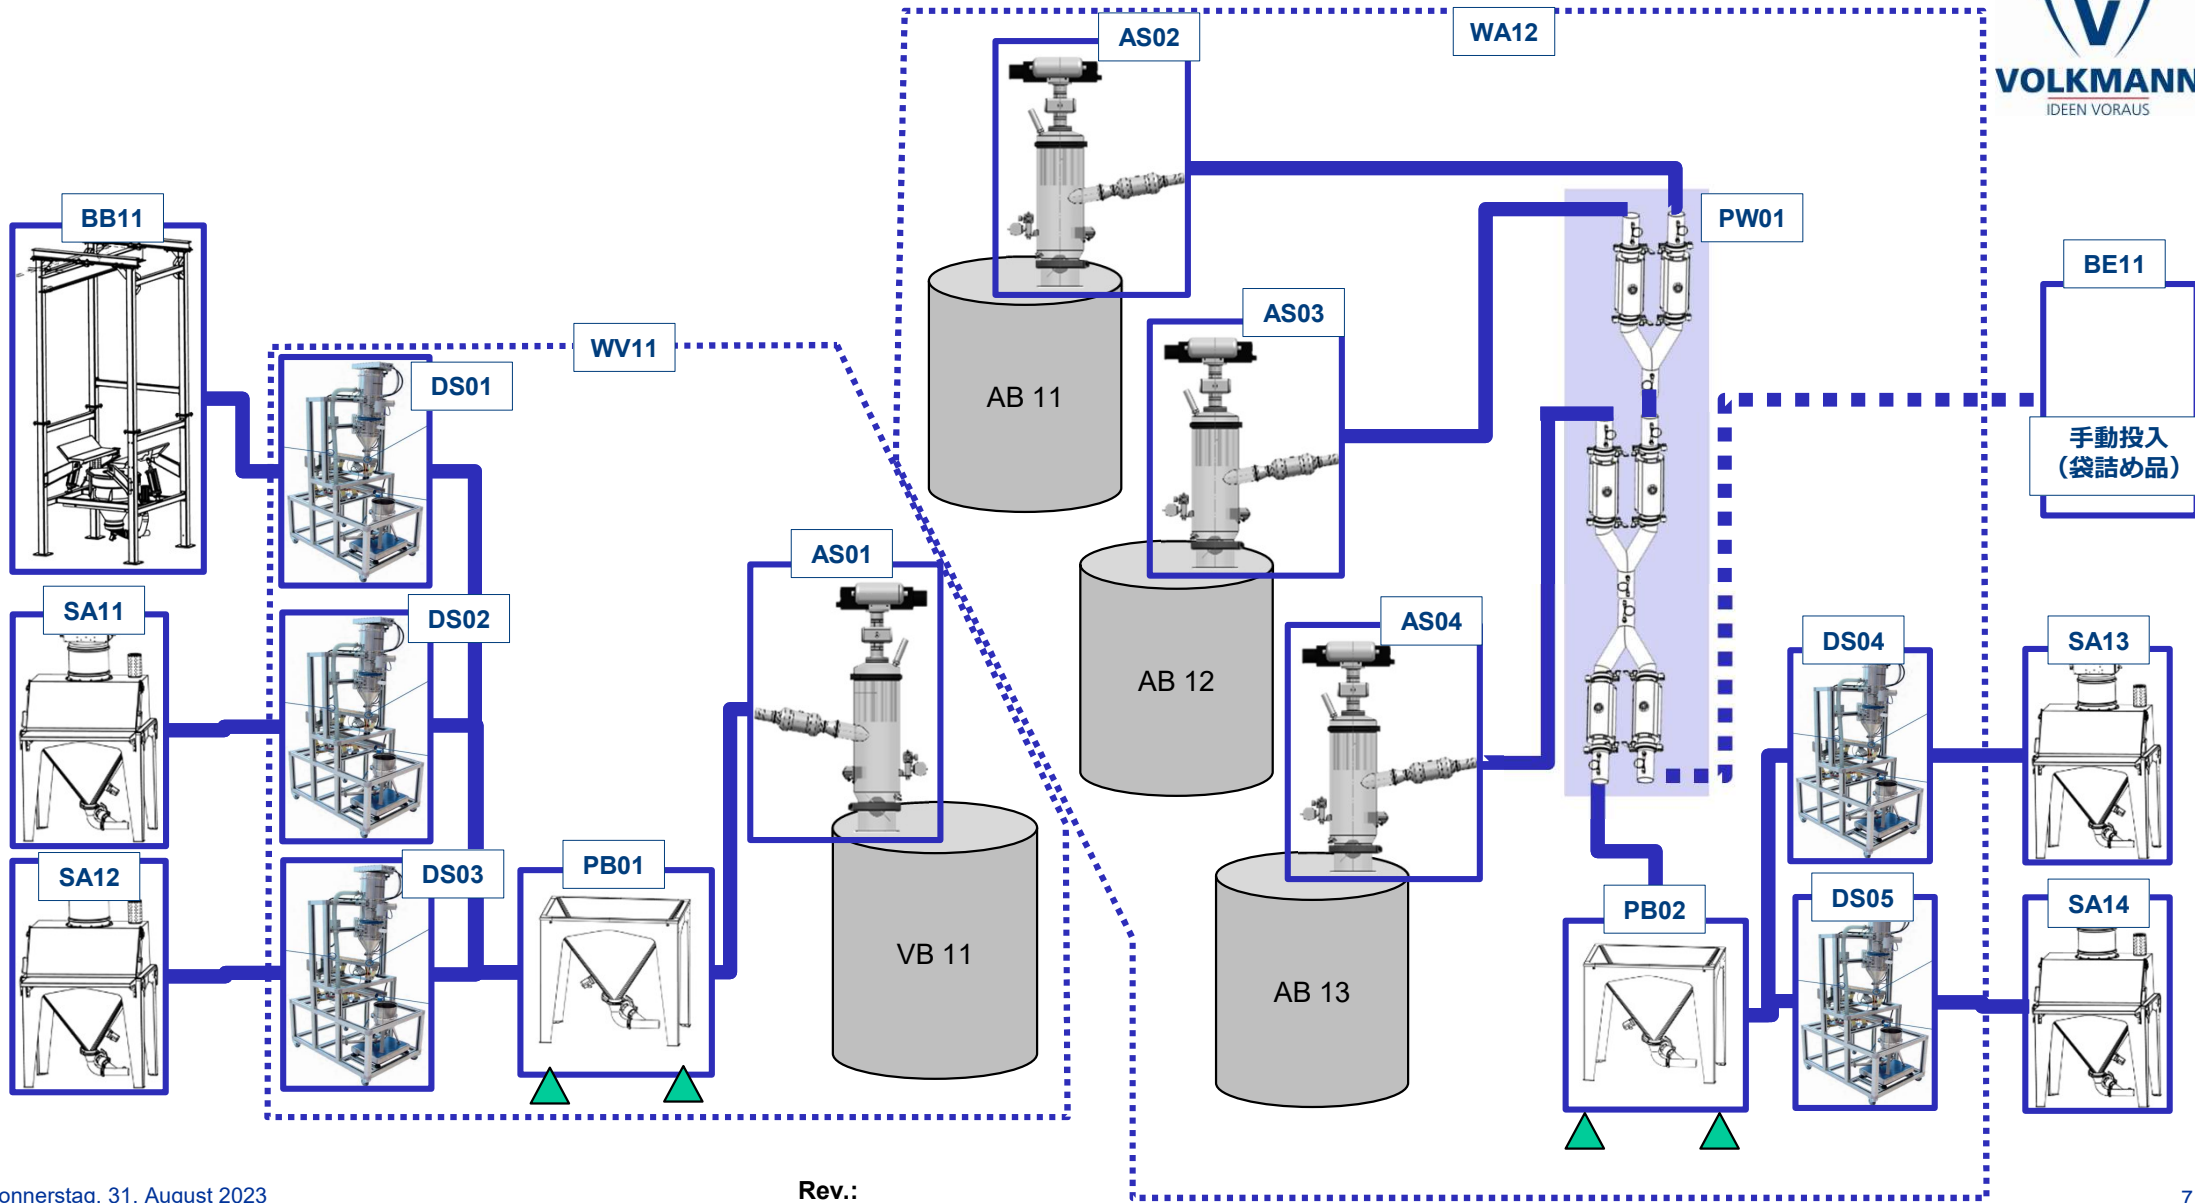 AS02
WA12
V
VOLKMANN
IDEEN VORAUS
BB11
PW01
BE11
AS03
WV11
DS01
AB 11
手動投入
（袋詰め品）
AS01
SA11
DS02
AS04
DS04
SA13
AB 12
SA12
DS03
PB01
PB02
DS05
SA14
VB 11
AB 13
onnerstag, 31. August 2023
Rev.:
7